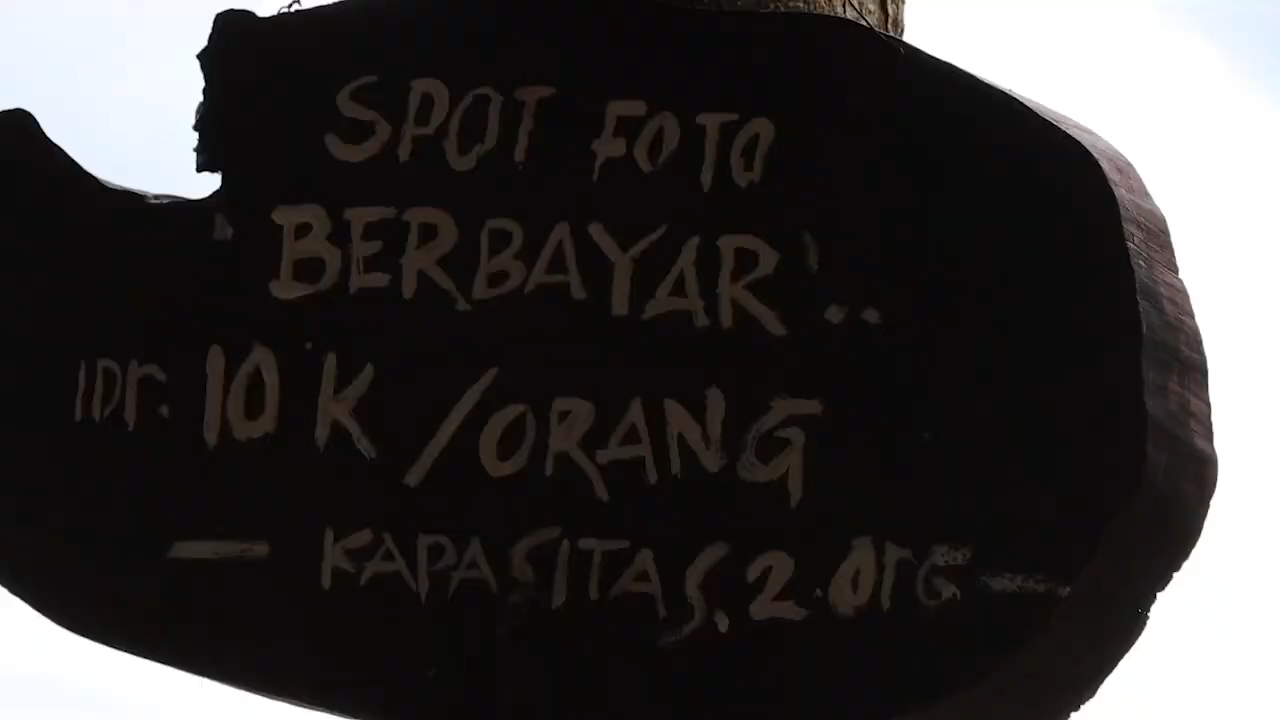 SPOT FOTO
BERBAYAR!..
IDr. 10 K /ORANG
— KAPASITAS. 2.OrG —